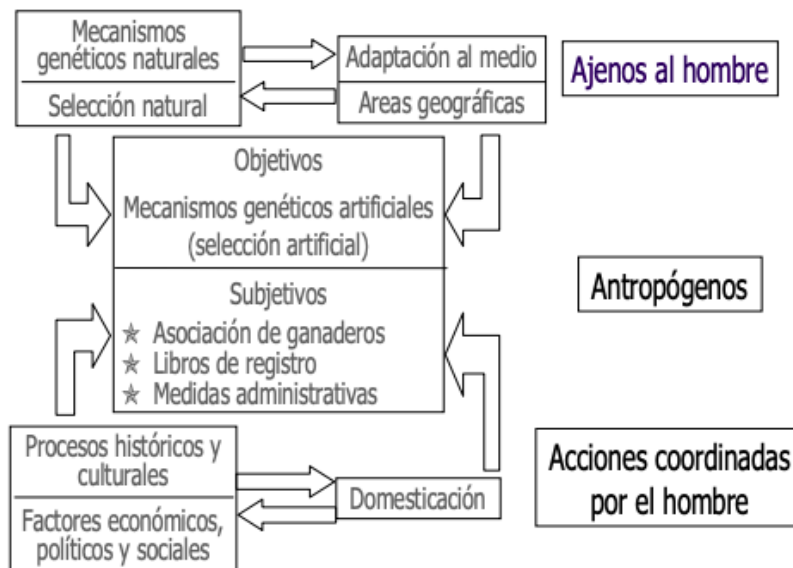 Mecanismos
genéticos naturales
Selección natural
Adaptación al medio
Areas geográficas
Ajenos al hombre
Objetivos
Mecanismos genéticos artificiales
(selección artificial)
Subjetivos
✯ Asociación de ganaderos
✯ Libros de registro
✯ Medidas administrativas
Antropógenos
Procesos históricos y
culturales
Factores económicos,
políticos y sociales
Domesticación
Acciones coordinadas
por el hombre